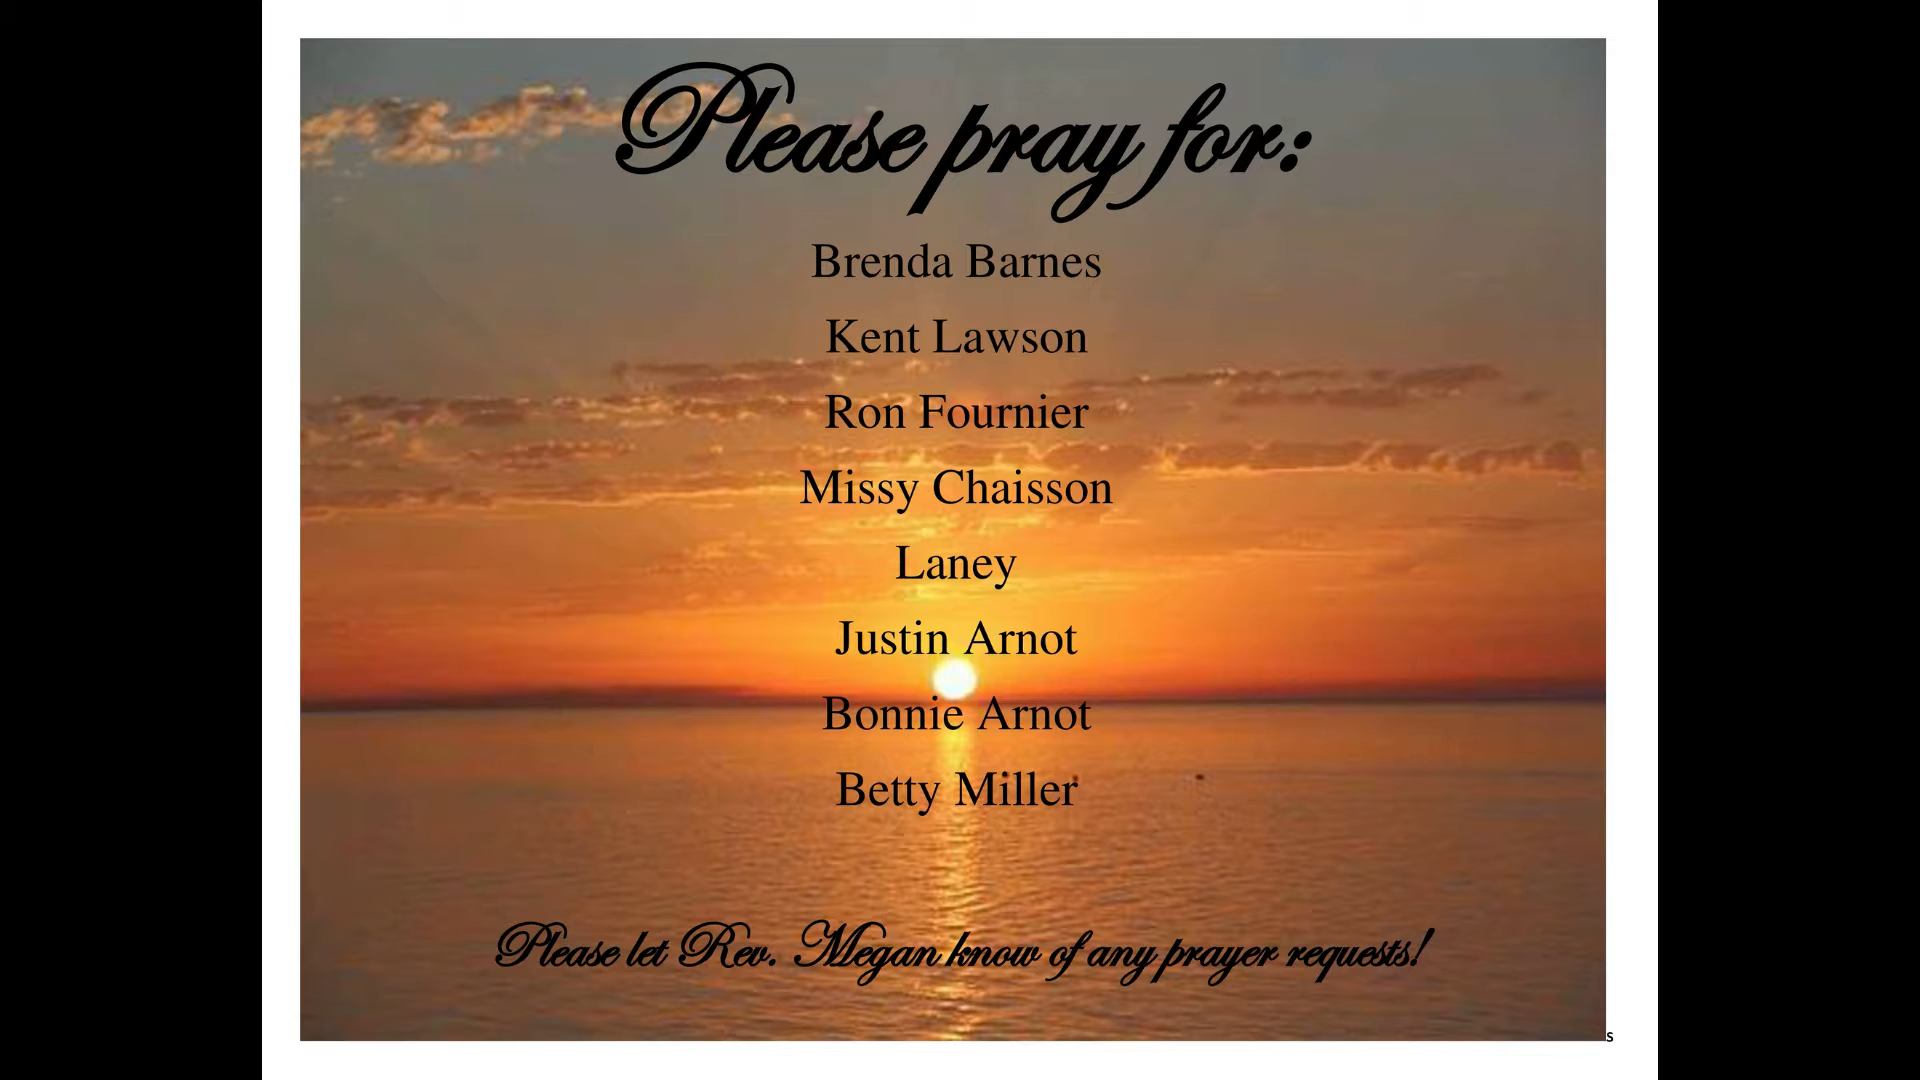 Please pray for:
Brenda Barnes
Kent Lawson
Ron Fournier
Missy Chaisson
Laney
Justin Arnot
Bonnie Arnot
Betty Miller
Please let Rev. Megan know of any prayer requests!
s